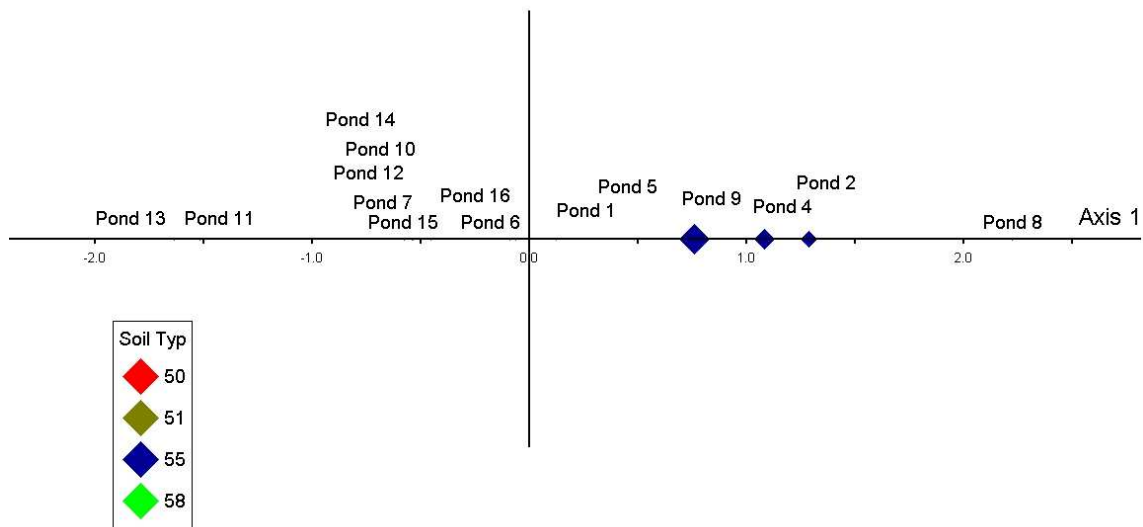 Pond 14
Pond 10
Pond 12
Pond 7
Pond 16
Pond 5
Pond 2
Pond 9
Pond 4
Pond 1
Pond 13
Pond 11
Pond 15
Pond 6
Pond 8
Axis 1
-2.0
-1.0
0.0
1.0
2.0
Soil Typ
50
51
55
58